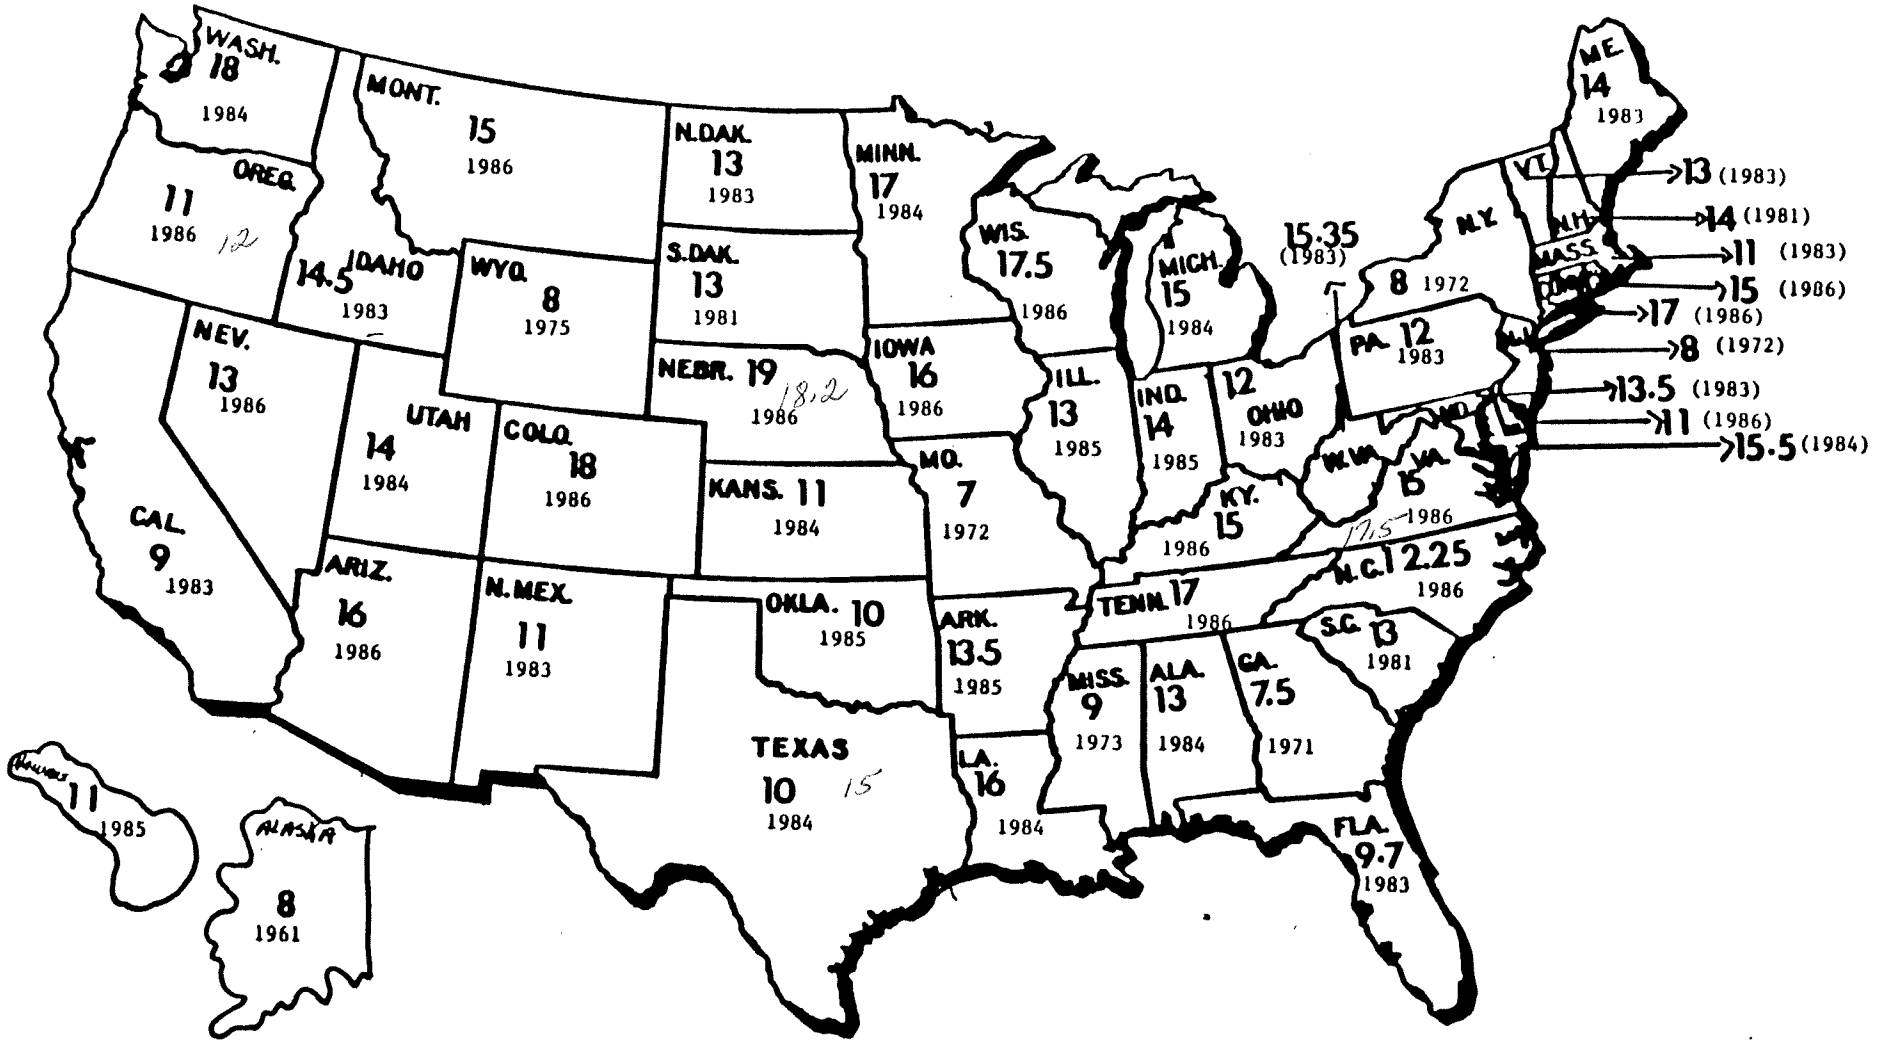 WASH.
18
1984
MONT.
15
1986
N.DAK.
13
1983
MINN.
17
1984
ME.
14
1983
OREG.
11
1986
12
IDAHO
14.5
1983
WYO.
8
1975
S.DAK.
13
1981
WIS.
17.5
1986
MICH.
15
1984
15.35
(1983)
N.Y.
8 1972
VT.
13 (1983)
N.H.
14 (1981)
MASS.
11 (1983)
15 (1986)
17 (1986)
8 (1972)
13.5 (1983)
11 (1986)
15.5 (1984)
NEV.
13
1986
UTAH
14
1984
COLO.
18
1986
NEBR. 19
1986
18.2
IOWA
16
1986
ILL.
13
1985
IND.
14
1985
12
OHIO
1983
PA. 12
1983
N.J.
MD.
W.VA.
VA.
15
1986
17.5
KY.
15
1986
CAL.
9
1983
ARIZ.
16
1986
N.MEX.
11
1983
KANS. 11
1984
MO.
7
1972
OKLA. 10
1985
ARK.
13.5
1985
TENN. 17
1986
N.C. 12.25
1986
S.C. 13
1981
MISS.
9
1973
ALA.
13
1984
GA.
7.5
1971
TEXAS
10
1984
15
LA.
16
1984
FLA.
9.7
1983
HAWAII
11
1985
ALASKA
8
1961